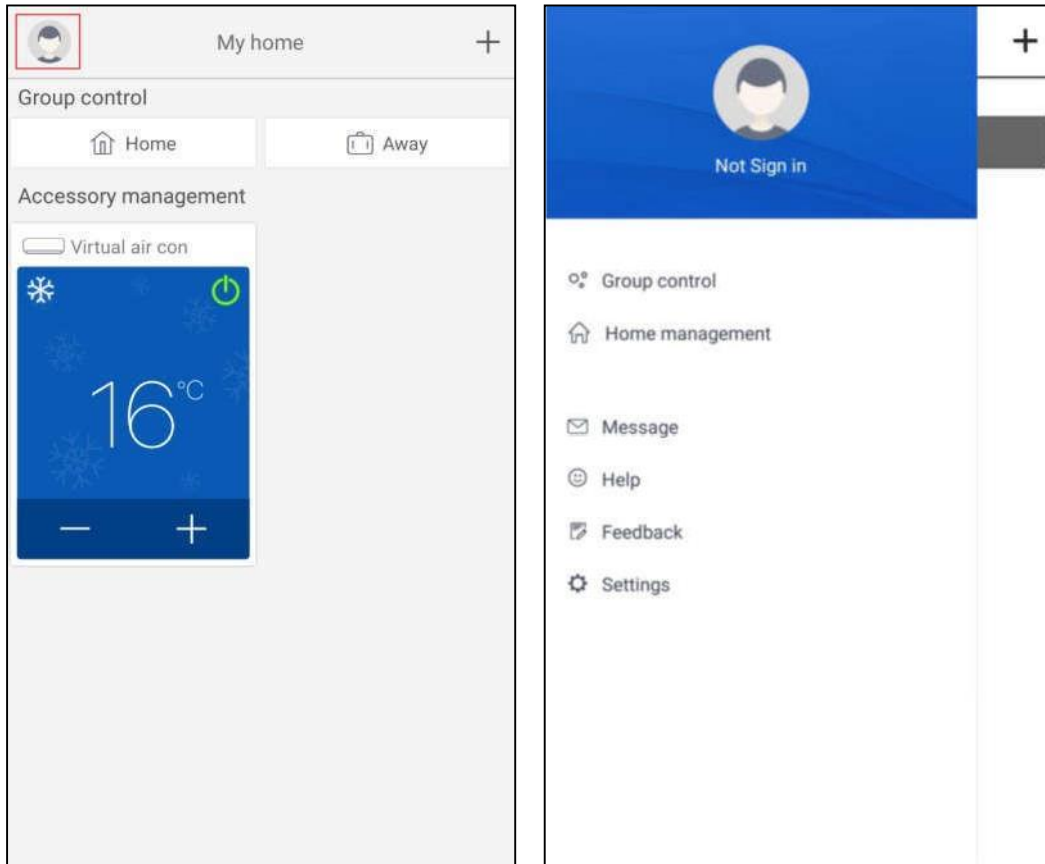 My home
Group control
Home
Away
Accessory management
Virtual air con
16°C
Not Sign in
Group control
Home management
Message
Help
Feedback
Settings